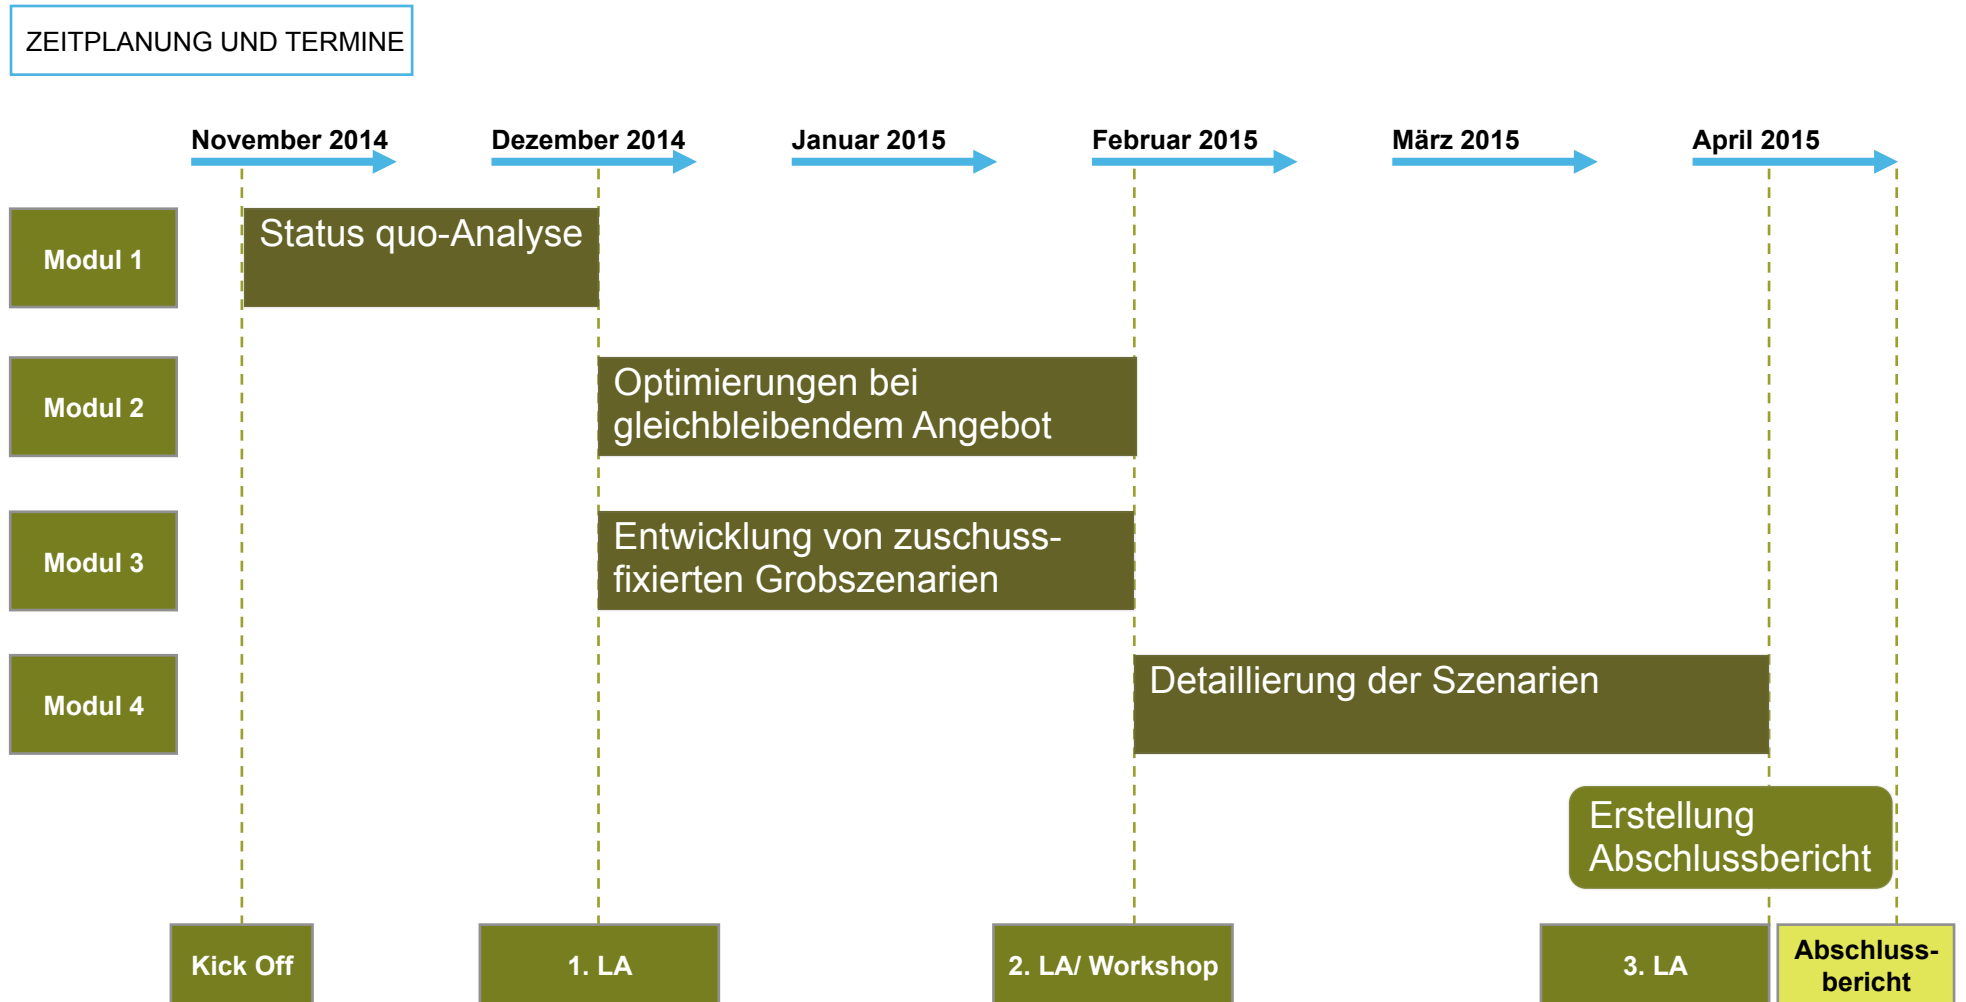 ZEITPLANUNG UND TERMINE
November 2014
Dezember 2014
Januar 2015
Februar 2015
März 2015
April 2015
Modul 1
Status quo-Analyse
Modul 2
Optimierungen bei
gleichbleibendem Angebot
Modul 3
Entwicklung von zuschuss-
fixierten Grobszenarien
Modul 4
Detaillierung der Szenarien
Erstellung
Abschlussbericht
Kick Off
1. LA
2. LA/ Workshop
3. LA
Abschluss-
bericht